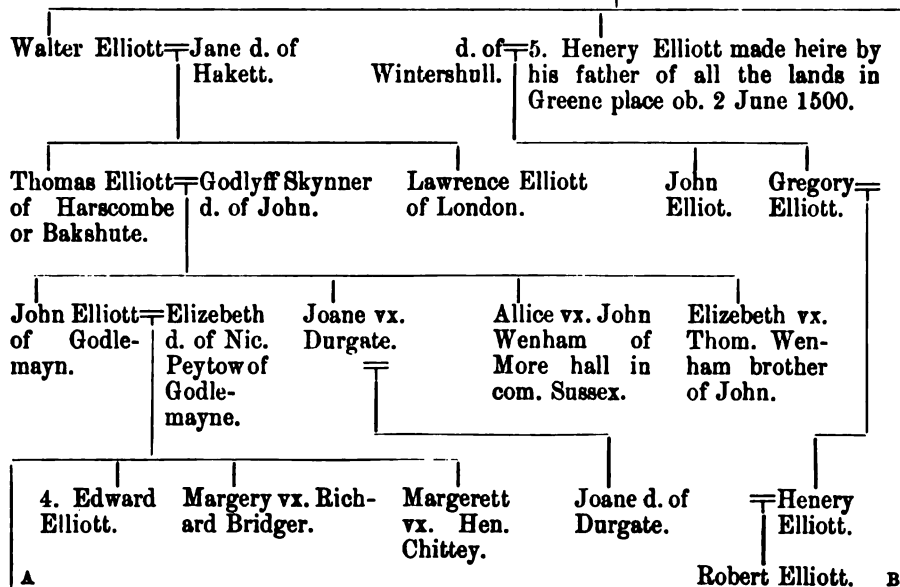 Walter Elliott Jane d. of
Hakett.
d. of
Wintershull.
5. Henery Elliott made heire by
his father of all the lands in
Greene place ob. 2 June 1500.
Thomas Elliott
of Harscombe
or Bakshute.
Godlyff Skynner
d. of John.
Lawrence Elliott
of London.
John
Elliot.
Gregory
Elliott.
John Elliott
of Godle-
mayn.
Elizebeth
d. of Nic.
Peytow of
Godle-
mayne.
Joane vx.
Durgate.
Allice vx. John
Wenham of
More hall in
com. Sussex.
Elizebeth vx.
Thom. Wen-
ham brother
of John.
4. Edward
Elliott.
Margery vx. Rich-
ard Bridger.
Margerett
vx. Hen.
Chittey.
Joane d. of
Durgate.
Henery
Elliott.
A
Robert Elliott.
B